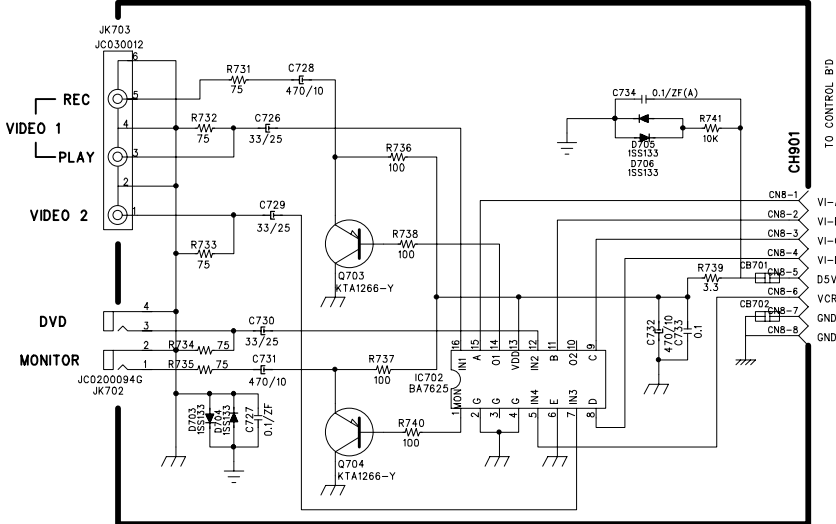 JK703
JC030012
6
5
4
3
2
1
REC
VIDEO 1
PLAY
VIDEO 2
R731
75
C728
470/10
R732
75
C726
33/25
R736
100
C729
33/25
R733
75
Q703
KTA1266-Y
R738
100
C734
0.1/ZF(A)
D705
1SS133
D706
1SS133
R741
10K
CH901
TO CONTROL B'D
CN8-1
CN8-2
CN8-3
CN8-4
CN8-5
CN8-6
CN8-7
CN8-8
VI-
VI-
VI-
VI-
D5V
VCR
GND
GND
R739
3.3
CB701
CB702
C732
470/10
C733
0.1
DVD
MONITOR
4
3
2
1
JC0200094G
JK702
R734
75
R735
75
C730
33/25
C731
470/10
R737
100
D703
1SS133
D704
1SS133
C727
0.1/ZF
Q704
KTA1266-Y
R740
100
IC702
BA7625
16
15
14
13
12
11
10
9
IN1
A
O1
VDD
IN2
B
O2
C
MON
G
G
G
IN4
E
IN3
D
1
2
3
4
5
6
7
8